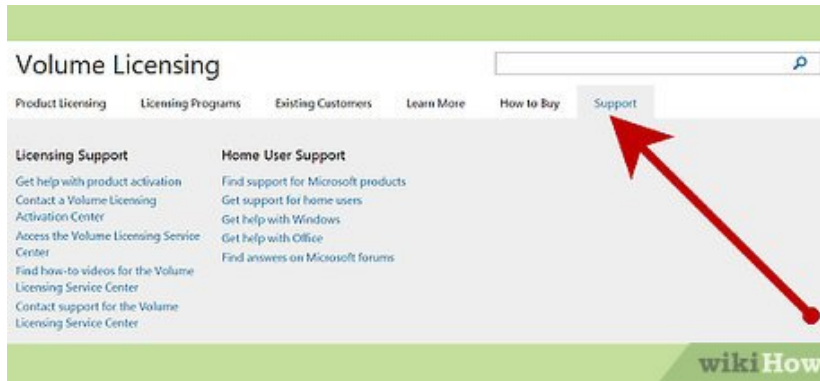 Volume Licensing
Product Licensing Licensing Programs Existing Customers Learn More How to Buy Support
Licensing Support
Get help with product activation
Contact a Volume Licensing
Activation Center
Access the Volume Licensing Service
Center
Find how-to videos for the Volume
Licensing Service Center
Contact support for the Volume
Licensing Service Center
Home User Support
Find support for Microsoft products
Get support for home users
Get help with Windows
Get help with Office
Find answers on Microsoft forums
wikiHow